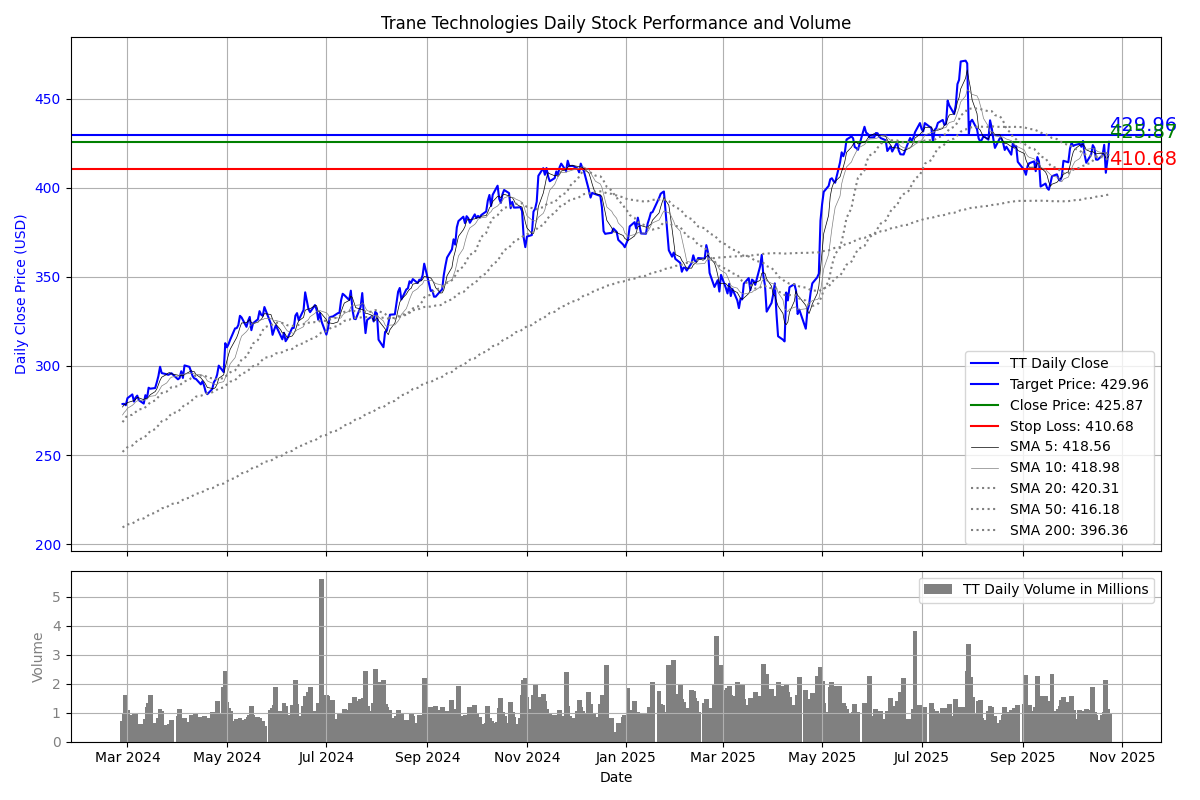 Trane Technologies Daily Stock Performance and Volume
Daily Close Price (USD)
450
400
350
300
250
200
429.96
425.87
410.68
TT Daily Close
Target Price: 429.96
Close Price: 425.87
Stop Loss: 410.68
SMA 5: 418.56
SMA 10: 418.98
SMA 20: 420.31
SMA 50: 416.18
SMA 200: 396.36
Volume
5
4
3
2
1
0
TT Daily Volume in Millions
Mar 2024 May 2024 Jul 2024 Sep 2024 Nov 2024 Jan 2025 Mar 2025 May 2025 Jul 2025 Sep 2025 Nov 2025
Date